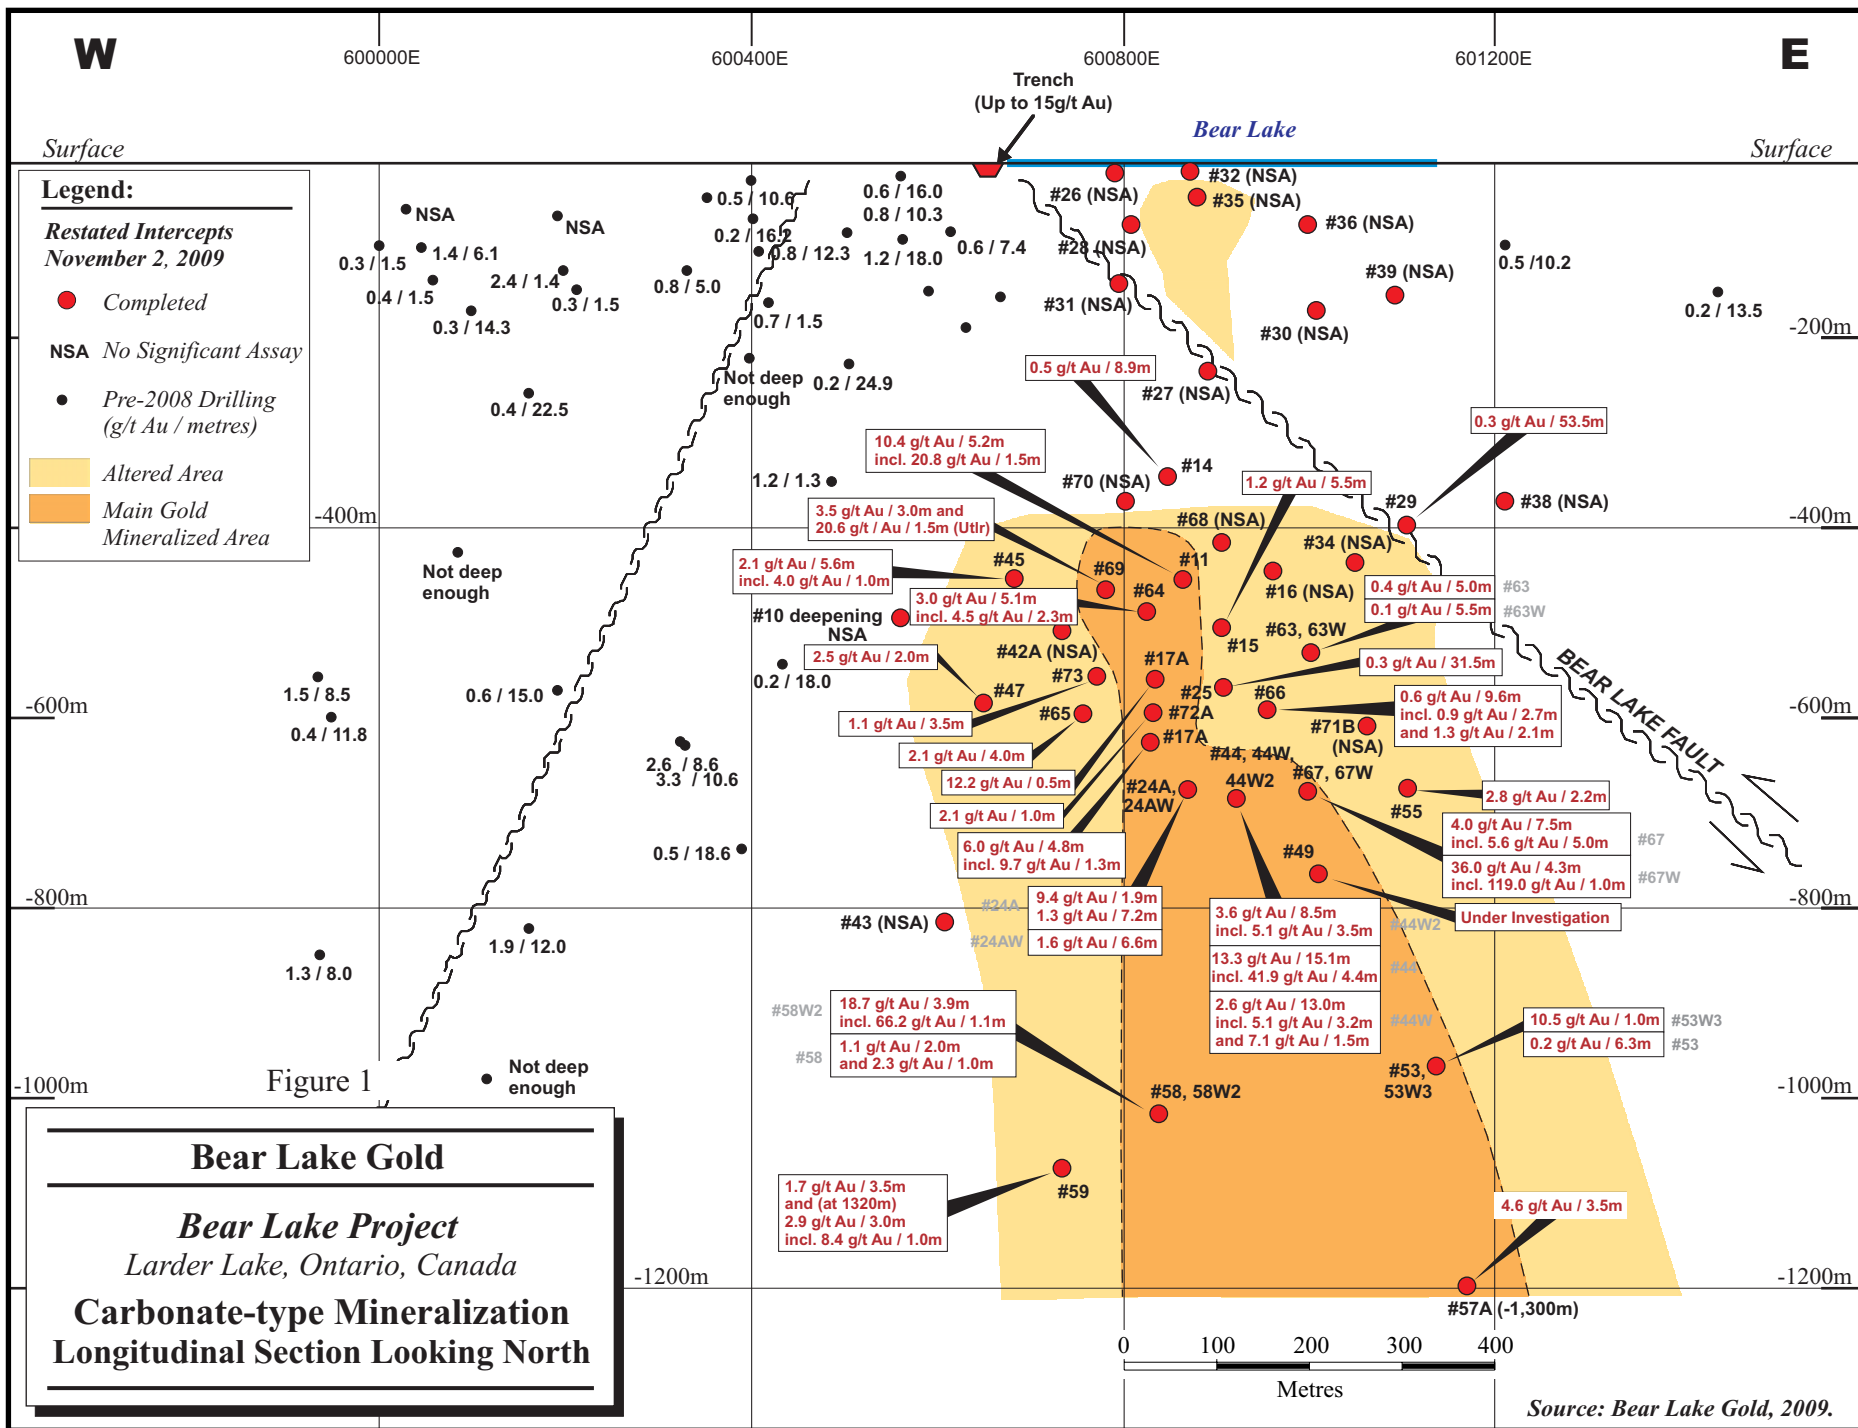 W
600000E
600400E
600800E
601200E
E
Trench
(Up to 15g/t Au)
Bear Lake
Surface
Surface
Legend:
Restated Intercepts
November 2, 2009
Completed
NSA No Significant Assay
Pre-2008 Drilling
(g/t Au / metres)
Altered Area
Main Gold
Mineralized Area
NSA
NSA
0.3 / 1.5
1.4 / 6.1
0.4 / 1.5
0.3 / 14.3
2.4 / 1.4
0.3 / 1.5
0.4 / 22.5
0.5 / 10.6
0.2 / 16.2
0.8 / 12.3
0.8 / 5.0
0.7 / 1.5
0.6 / 16.0
0.8 / 10.3
1.2 / 18.0
0.6 / 7.4
Not deep
enough
0.2 / 24.9
#26 (NSA)
#32 (NSA)
#35 (NSA)
#28 (NSA)
#36 (NSA)
#31 (NSA)
#39 (NSA)
#30 (NSA)
0.5 /10.2
0.2 / 13.5
-200m
0.5 g/t Au / 8.9m
#27 (NSA)
0.3 g/t Au / 53.5m
10.4 g/t Au / 5.2m
incl. 20.8 g/t Au / 1.5m
#14
1.2 / 1.3
#70 (NSA)
1.2 g/t Au / 5.5m
#29
#38 (NSA)
3.5 g/t Au / 3.0m and
20.6 g/t / Au / 1.5m (Utlr)
-400m
-400m
#68 (NSA)
#34 (NSA)
Not deep
enough
2.1 g/t Au / 5.6m
incl. 4.0 g/t Au / 1.0m
#45
#69
#11
#64
#16 (NSA)
0.4 g/t Au / 5.0m
#63
0.1 g/t Au / 5.5m
#63W
3.0 g/t Au / 5.1m
incl. 4.5 g/t Au / 2.3m
#10 deepening
NSA
#15
#63, 63W
#42A (NSA)
2.5 g/t Au / 2.0m
#17A
0.3 g/t Au / 31.5m
BEAR LAKE FAULT
1.5 / 8.5
0.6 / 15.0
0.2 / 18.0
#73
#47
#25
#66
-600m
-600m
0.4 / 11.8
1.1 g/t Au / 3.5m
#65
#72A
#17A
#71B
(NSA)
0.6 g/t Au / 9.6m
incl. 0.9 g/t Au / 2.7m
and 1.3 g/t Au / 2.1m
2.6 / 8.6
3.3 / 10.6
2.1 g/t Au / 4.0m
12.2 g/t Au / 0.5m
#44, 44W,
44W2
#67, 67W
#24A,
24AW
#55
2.8 g/t Au / 2.2m
2.1 g/t Au / 1.0m
0.5 / 18.6
6.0 g/t Au / 4.8m
incl. 9.7 g/t Au / 1.3m
#49
4.0 g/t Au / 7.5m
incl. 5.6 g/t Au / 5.0m
#67
36.0 g/t Au / 4.3m
incl. 119.0 g/t Au / 1.0m
#67W
-800m
-800m
#43 (NSA)
#24A
9.4 g/t Au / 1.9m
1.3 g/t Au / 7.2m
#24AW
1.6 g/t Au / 6.6m
Under Investigation
3.6 g/t Au / 8.5m
incl. 5.1 g/t Au / 3.5m
#44W2
13.3 g/t Au / 15.1m
incl. 41.9 g/t Au / 4.4m
#44
2.6 g/t Au / 13.0m
incl. 5.1 g/t Au / 3.2m
and 7.1 g/t Au / 1.5m
#44W
1.9 / 12.0
1.3 / 8.0
#58W2
18.7 g/t Au / 3.9m
incl. 66.2 g/t Au / 1.1m
#58
1.1 g/t Au / 2.0m
and 2.3 g/t Au / 1.0m
10.5 g/t Au / 1.0m
#53W3
0.2 g/t Au / 6.3m
#53
Not deep
enough
Figure 1
#53,
53W3
-1000m
-1000m
#58, 58W2
Bear Lake Gold
Bear Lake Project
Larder Lake, Ontario, Canada
Carbonate-type Mineralization
Longitudinal Section Looking North
1.7 g/t Au / 3.5m
and (at 1320m)
2.9 g/t Au / 3.0m
incl. 8.4 g/t Au / 1.0m
#59
4.6 g/t Au / 3.5m
-1200m
-1200m
#57A (-1,300m)
0 100 200 300 400
Metres
Source: Bear Lake Gold, 2009.